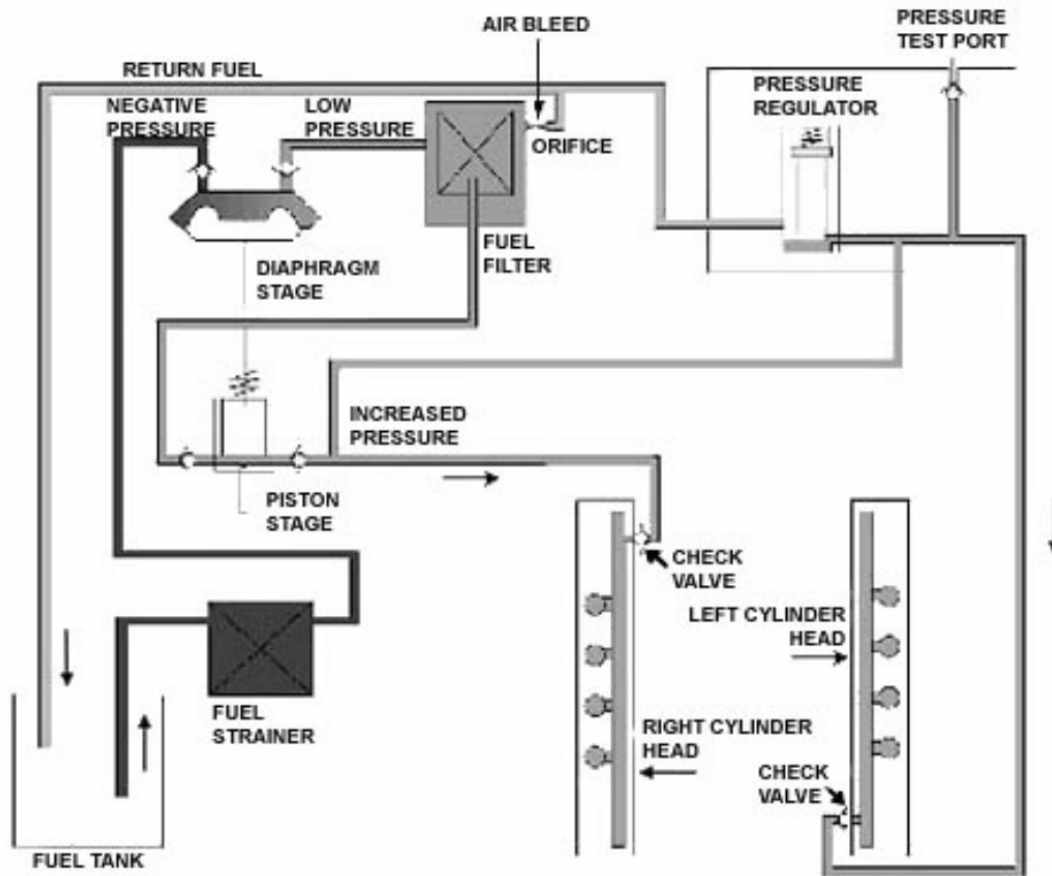 AIR BLEED
PRESSURE
TEST PORT
RETURN FUEL
NEGATIVE
PRESSURE
LOW
PRESSURE
ORIFICE
PRESSURE
REGULATOR
FUEL
FILTER
DIAPHRAGM
STAGE
INCREASED
PRESSURE
PISTON
STAGE
CHECK
VALVE
LEFT CYLINDER
HEAD
FUEL
STRAINER
RIGHT CYLINDER
HEAD
CHECK
VALVE
FUEL TANK